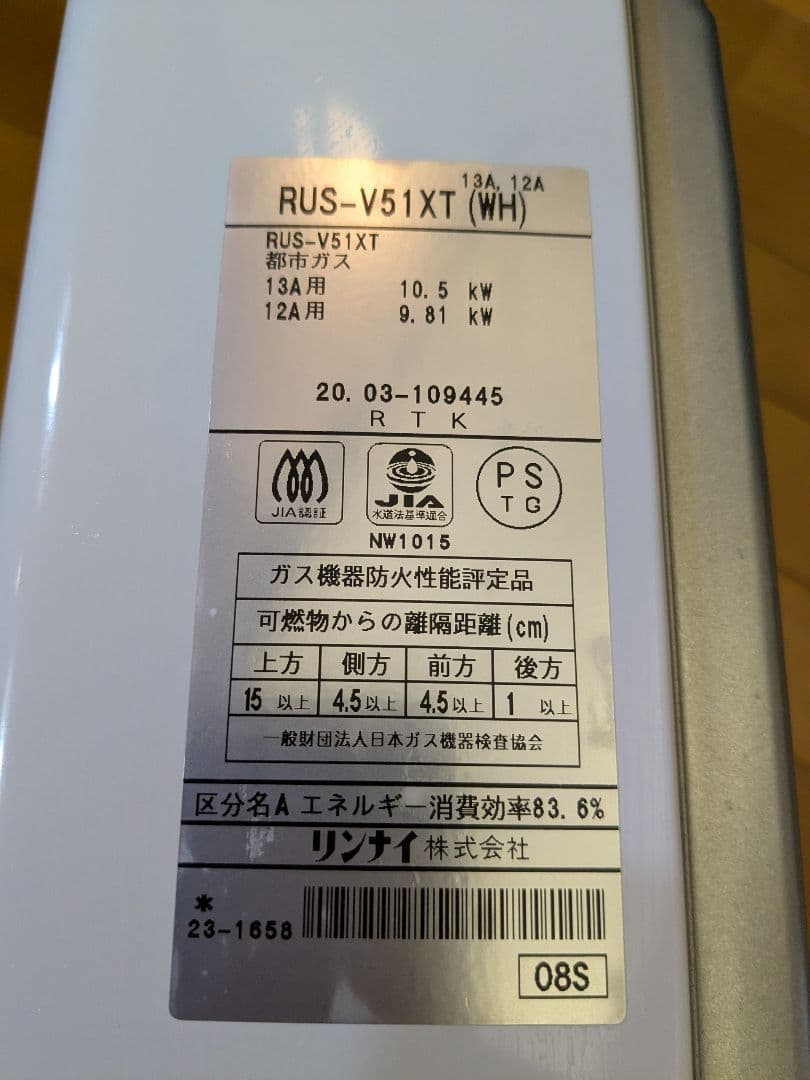 13A, 12A
RUS-V51XT (WH)
RUS-V51XT
都市ガス
13A用 10.5 kW
12A用 9.81 kW
20. 03-109445
R T K
JIA認証
JIA
水道法基準適合
PS
TG
NW1015
ガス機器防火性能評定品
可燃物からの離隔距離(cm)
上方 側方 前方 後方
15 以上 4.5以上 4.5以上 1 以上
一般財団法人日本ガス機器検査協会
区分名A エネルギー消費効率83.6%
リンナイ株式会社
*
23-1658
08S